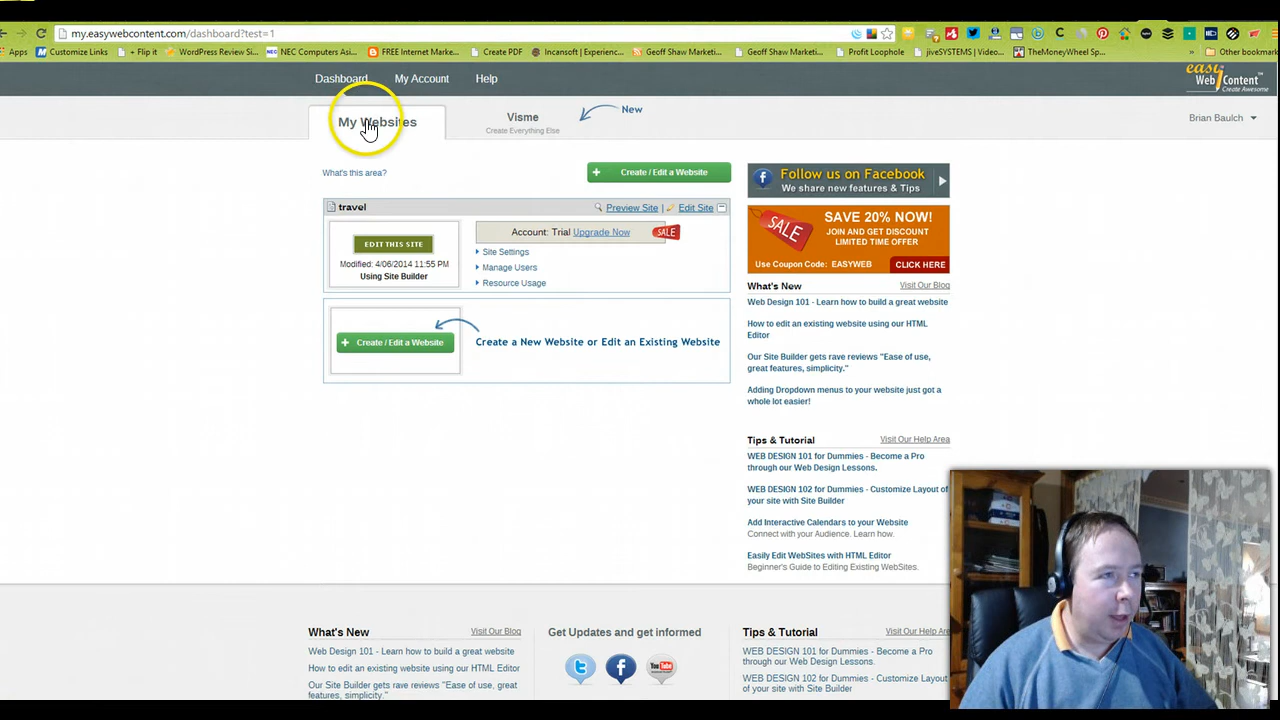 my.easywebcontent.com/dashboard?test=1
Apps Customize Links + Flip it WordPress Review Si... NEC Computers Asi... FREE Internet Marke... Create PDF Incansoft | Experienc... Geoff Shaw Marketi... Geoff Shaw Marketi... Profit Loophole jiveSYSTEMS | Video... TheMoneyWheel Sp... » Other bookmar
Dashboard My Account Help
easy Web Content™
Create Awesome
My Websites
Visme
Create Everything Else
New
Brian Baulch
What's this area?
+ Create / Edit a Website
travel
Preview Site | Edit Site
EDIT THIS SITE
Modified: 4/06/2014 11:55 PM
Using Site Builder
Account: Trial Upgrade Now SALE
Site Settings
Manage Users
Resource Usage
+ Create / Edit a Website
Create a New Website or Edit an Existing Website
Follow us on Facebook
We share new features & Tips
SALE
SAVE 20% NOW!
JOIN AND GET DISCOUNT
LIMITED TIME OFFER
Use Coupon Code: EASYWEB CLICK HERE
What's New Visit Our Blog
Web Design 101 - Learn how to build a great website
How to edit an existing website using our HTML
Editor
Our Site Builder gets rave reviews "Ease of use,
great features, simplicity."
Adding Dropdown menus to your website just got a
whole lot easier!
Tips & Tutorial Visit Our Help Area
WEB DESIGN 101 for Dummies - Become a Pro
through our Web Design Lessons.
WEB DESIGN 102 for Dummies - Customize Layout of
your site with Site Builder
Add Interactive Calendars to your Website
Connect with your Audience. Learn how.
Easily Edit WebSites with HTML Editor
Beginner's Guide to Editing Existing WebSites.
What's New Visit Our Blog
Web Design 101 - Learn how to build a great website
How to edit an existing website using our HTML Editor
Our Site Builder gets rave reviews "Ease of use, great
features, simplicity."
Get Updates and get informed
You Tube
Tips & Tutorial Visit Our Help Are
WEB DESIGN 101 for Dummies - Become a Pro
through our Web Design Lessons.
WEB DESIGN 102 for Dummies - Customize Layout
of your site with Site Builder